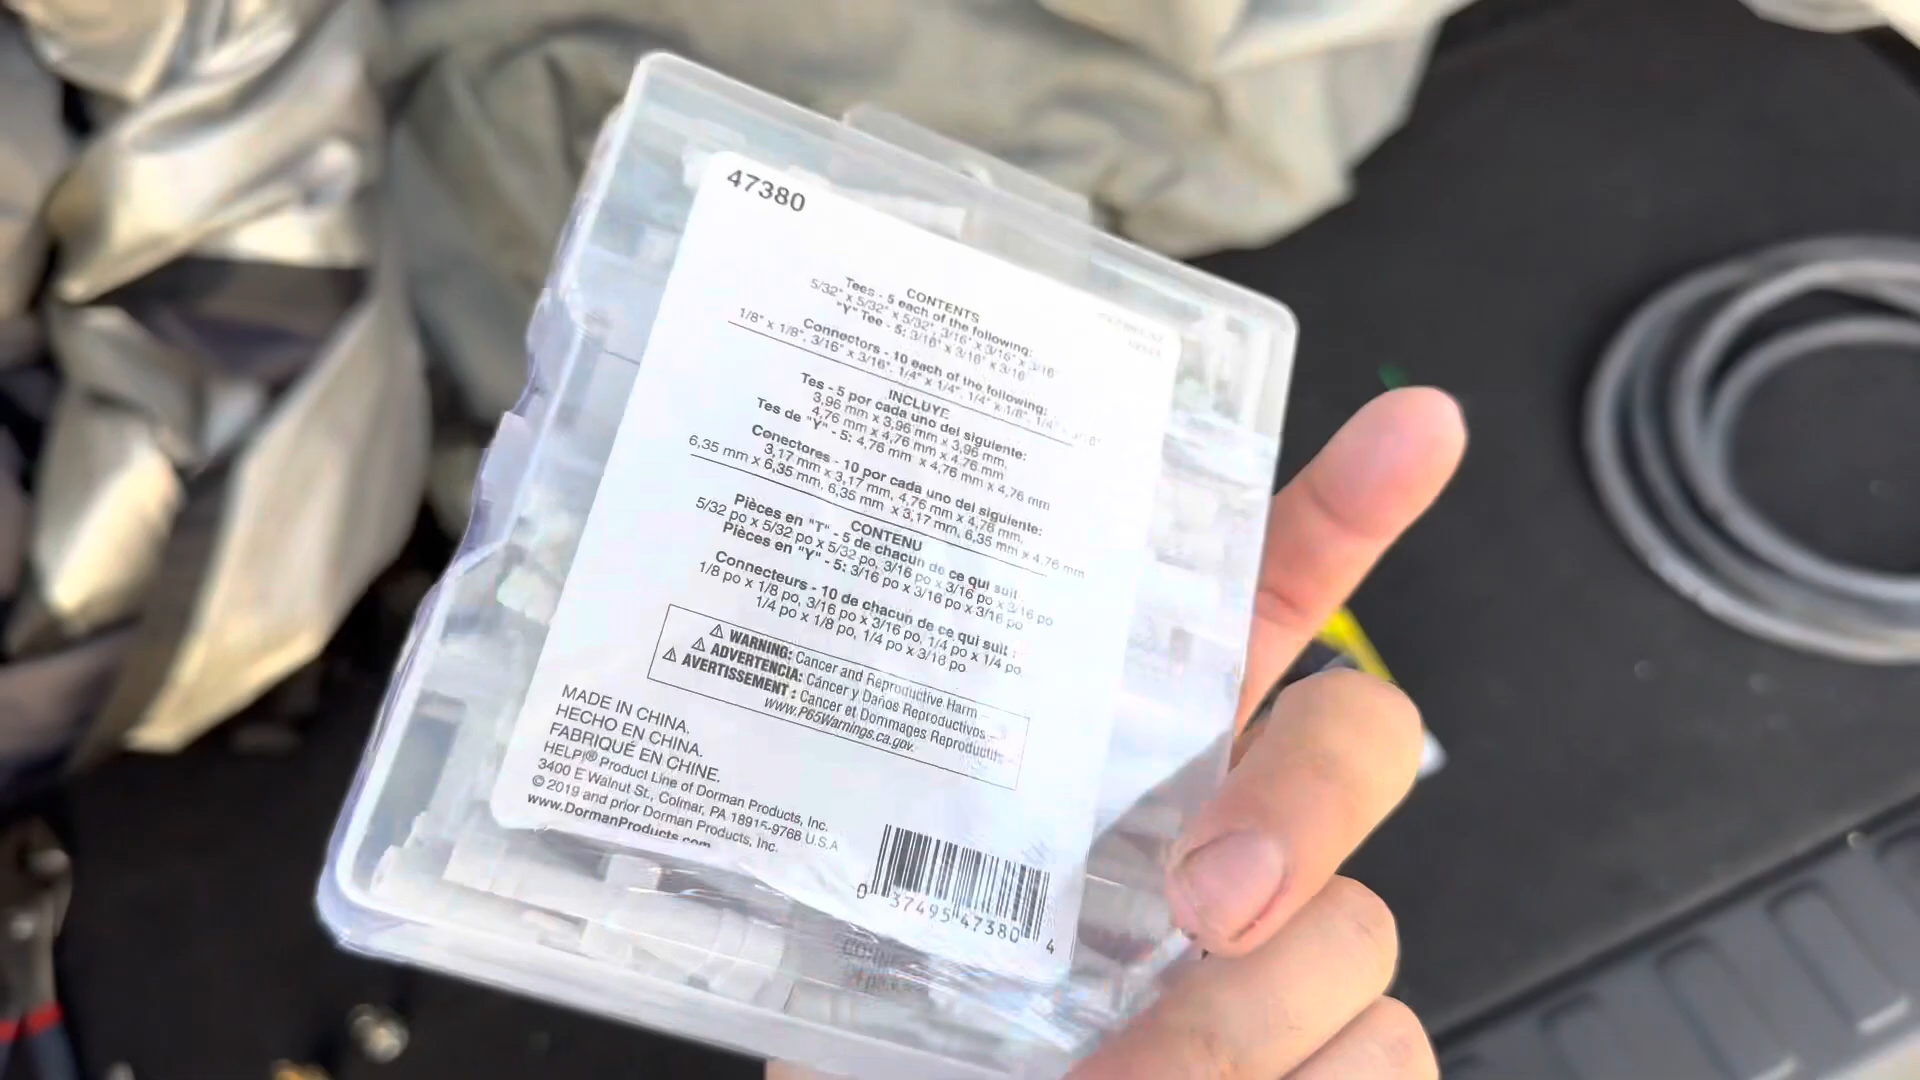 47380
CONTENTS
Tees - 5 each of the following:
5/32" x 5/32" x 5/32", 3/16" x 3/16" x 3/16"
"Y" Tee - 5: 3/16" x 3/16" x 3/16"
Connectors - 10 each of the following:
1/8" x 1/8", 3/16" x 3/16", 1/4" x 1/4", 1/4" x 1/8", 1/4" x 3/16"
INCLUYE
Tes - 5 por cada uno del siguiente:
3,96 mm x 3,96 mm x 3,96 mm,
4,76 mm x 4,76 mm x 4,76 mm
Tes de "Y" - 5: 4,76 mm x 4,76 mm x 4,76 mm
Conectores - 10 por cada uno del siguiente:
3,17 mm x 3,17 mm, 4,76 mm x 4,76 mm,
6,35 mm x 6,35 mm, 6,35 mm x 3,17 mm, 6,35 mm x 4,76 mm
CONTENU
Pièces en "T" - 5 de chacun de ce qui suit
5/32 po x 5/32 po x 5/32 po, 3/16 po x 3/16 po x 3/16 po
Pièces en "Y" - 5: 3/16 po x 3/16 po x 3/16 po
Connecteurs - 10 de chacun de ce qui suit :
1/8 po x 1/8 po, 3/16 po x 3/16 po, 1/4 po x 1/4 po
1/4 po x 1/8 po, 1/4 po x 3/16 po
⚠ WARNING: Cancer and Reproductive Harm
⚠ ADVERTENCIA: Cáncer y Daños Reproductivos -
⚠ AVERTISSEMENT : Cancer et Dommages Reproductifs
www.P65Warnings.ca.gov.
MADE IN CHINA.
HECHO EN CHINA.
FABRIQUÉ EN CHINE.
HELP!® Product Line of Dorman Products, Inc.
3400 E Walnut St., Colmar, PA 18915-9768 U.S.A
© 2019 and prior Dorman Products, Inc.
www.DormanProducts.com
0 37495 47380 4